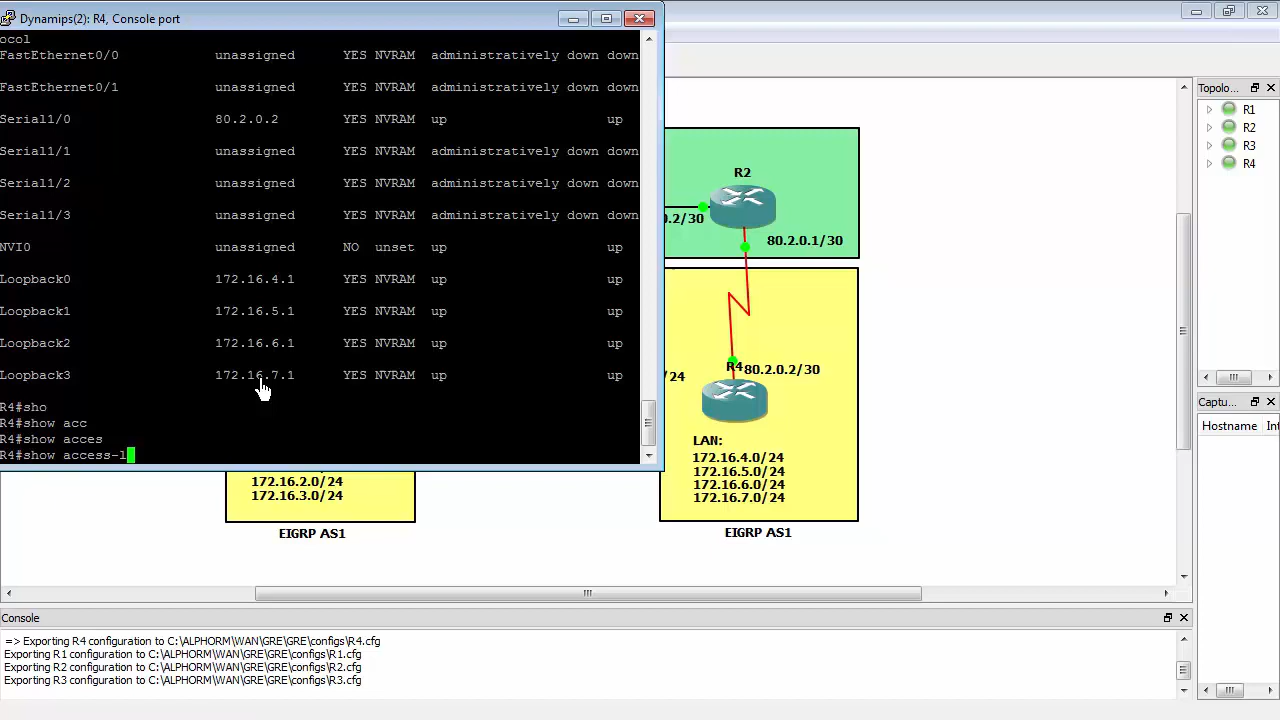 Dynamips(2): R4, Console port
ocol
FastEthernet0/0 unassigned YES NVRAM administratively down down
FastEthernet0/1 unassigned YES NVRAM administratively down down
Serial1/0 80.2.0.2 YES NVRAM up up
Serial1/1 unassigned YES NVRAM administratively down down
Serial1/2 unassigned YES NVRAM administratively down down
Serial1/3 unassigned YES NVRAM administratively down down
NVI0 unassigned NO unset up up
Loopback0 172.16.4.1 YES NVRAM up up
Loopback1 172.16.5.1 YES NVRAM up up
Loopback2 172.16.6.1 YES NVRAM up up
Loopback3 172.16.7.1 YES NVRAM up up
R4#sho
R4#show acc
R4#show acces
R4#show access-l
R2
0.2/30
80.2.0.1/30
/24
R4
80.2.0.2/30
LAN:
172.16.4.0/24
172.16.5.0/24
172.16.6.0/24
172.16.7.0/24
EIGRP AS1
172.16.2.0/24
172.16.3.0/24
EIGRP AS1
Topolo...
R1
R2
R3
R4
Captu...
Hostname Int
Console
=> Exporting R4 configuration to C:\ALPHORM\WAN\GRE\GRE\configs\R4.cfg
Exporting R1 configuration to C:\ALPHORM\WAN\GRE\GRE\configs\R1.cfg
Exporting R2 configuration to C:\ALPHORM\WAN\GRE\GRE\configs\R2.cfg
Exporting R3 configuration to C:\ALPHORM\WAN\GRE\GRE\configs\R3.cfg